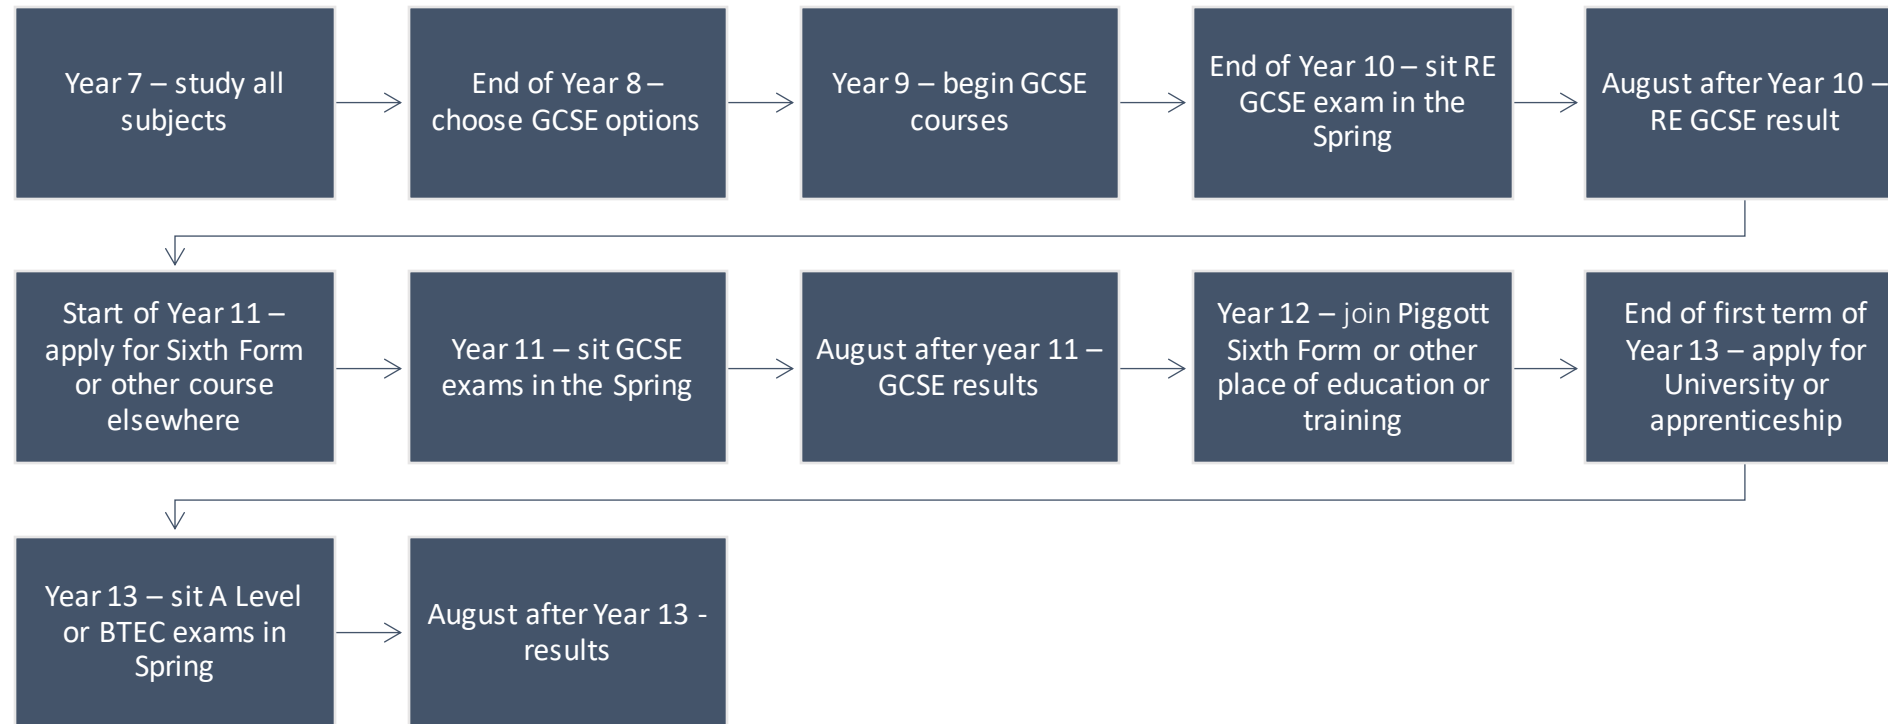 Year 7 – study all
subjects
End of Year 8 –
choose GCSE options
Year 9 – begin GCSE
courses
End of Year 10 – sit RE
GCSE exam in the
Spring
August after Year 10 –
RE GCSE result
Start of Year 11 –
apply for Sixth Form
or other course
elsewhere
Year 11 – sit GCSE
exams in the Spring
August after year 11 –
GCSE results
Year 12 – join Piggott
Sixth Form or other
place of education or
training
End of first term of
Year 13 – apply for
University or
apprenticeship
Year 13 – sit A Level
or BTEC exams in
Spring
August after Year 13 -
results